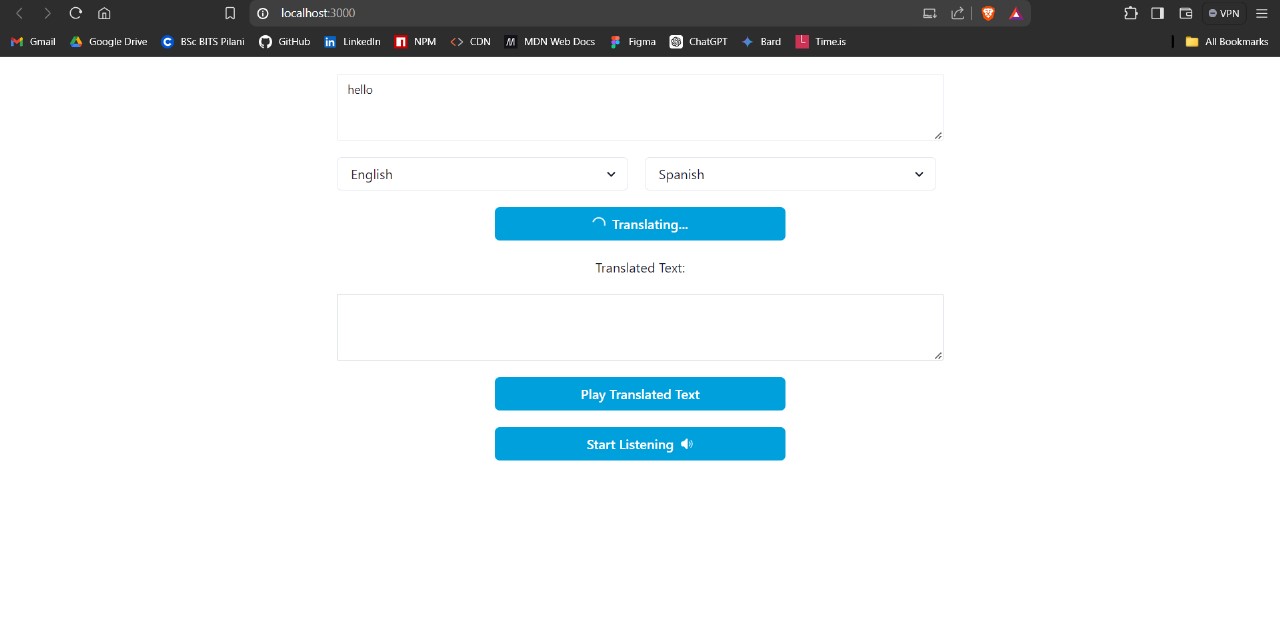 localhost:3000
VPN
Gmail
Google Drive
BSc BITS Pilani
GitHub
LinkedIn
NPM
CDN
MDN Web Docs
Figma
ChatGPT
Bard
Time.is
All Bookmarks
hello
English
Spanish
Translating...
Translated Text:
Play Translated Text
Start Listening